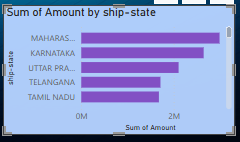 Sum of Amount by ship-state
ship-state
MAHARAS...
KARNATAKA
UTTAR PRA...
TELANGANA
TAMIL NADU
0M 2M
Sum of Amount